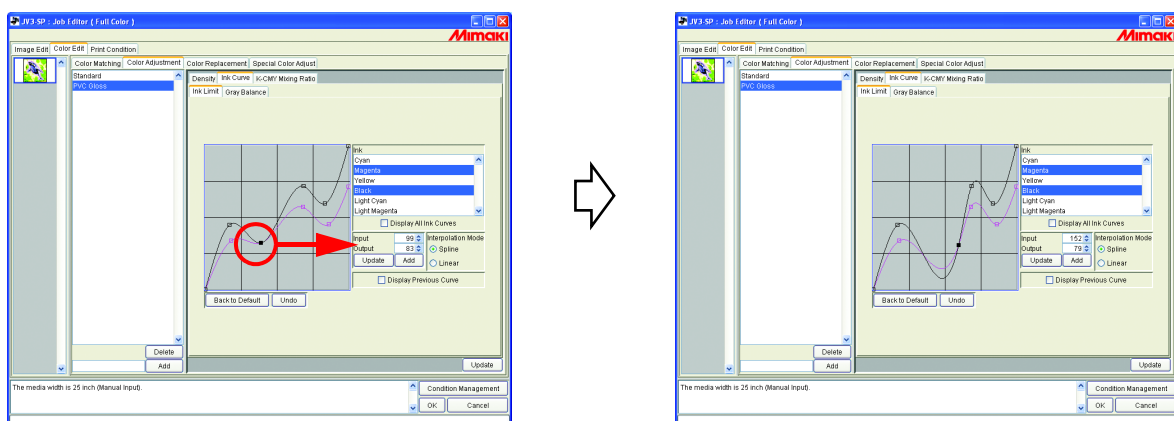 JV3-SP : Job Editor ( Full Color )
Mimaki
Image Edit Color Edit Print Condition
Color Matching Color Adjustment Color Replacement Special Color Adjust
Standard
PVC Gloss
Density Ink Curve K-CMY Mixing Ratio
Ink Limit Gray Balance
Ink
Cyan
Magenta
Yellow
Black
Light Cyan
Light Magenta
Display All Ink Curves
Input 99 Interpolation Mode
Output 83 Spline
Update Add Linear
Display Previous Curve
Back to Default Undo
Delete
Add
Update
The media width is 25 inch (Manual Input).
Condition Management
OK Cancel
JV3-SP : Job Editor ( Full Color )
Mimaki
Image Edit Color Edit Print Condition
Color Matching Color Adjustment Color Replacement Special Color Adjust
Standard
PVC Gloss
Density Ink Curve K-CMY Mixing Ratio
Ink Limit Gray Balance
Ink
Cyan
Magenta
Yellow
Black
Light Cyan
Light Magenta
Display All Ink Curves
Input 152 Interpolation Mode
Output 79 Spline
Update Add Linear
Display Previous Curve
Back to Default Undo
Delete
Add
Update
The media width is 25 inch (Manual Input).
Condition Management
OK Cancel